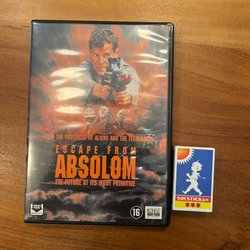 FROM THE PRODUCER OF ALIENS AND THE TERMINATOR
ESCAPE FROM
ABSOLOM
THE FUTURE AT ITS MOST PRIMITIVE
16
SOLSTICKAN